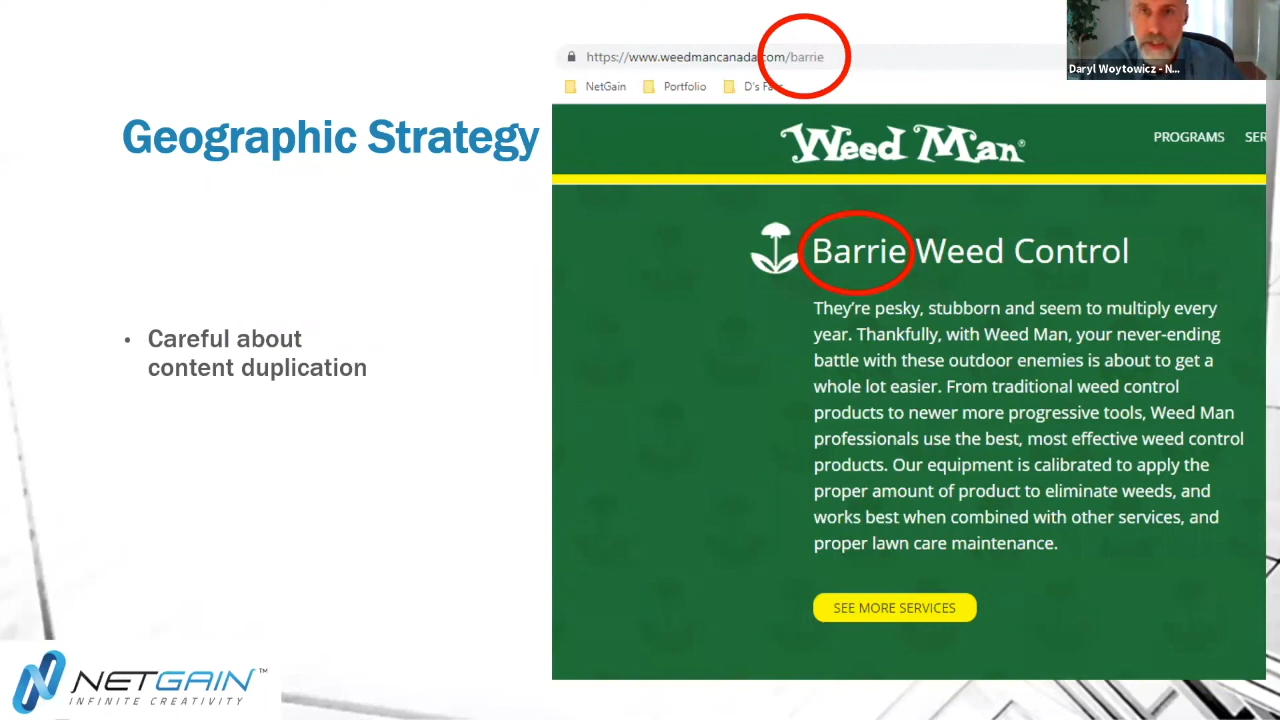 https://www.weedmancanada.com/barrie
Daryl Woytowicz - N...
NetGain Portfolio D's Fa
Geographic Strategy
Weed Man®
PROGRAMS SER
Barrie Weed Control
They're pesky, stubborn and seem to multiply every
year. Thankfully, with Weed Man, your never-ending
battle with these outdoor enemies is about to get a
whole lot easier. From traditional weed control
products to newer more progressive tools, Weed Man
professionals use the best, most effective weed control
products. Our equipment is calibrated to apply the
proper amount of product to eliminate weeds, and
works best when combined with other services, and
proper lawn care maintenance.
SEE MORE SERVICES
• Careful about
content duplication
NETGAIN™
INFINITE CREATIVITY